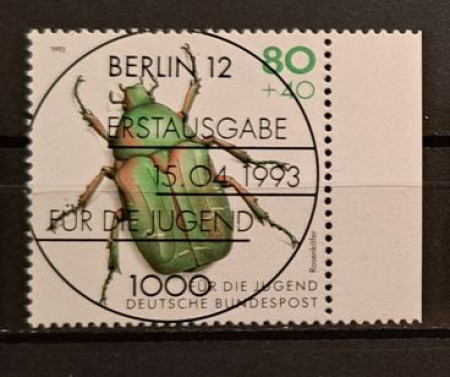 1993
80
+40
BERLIN 12
ERSTAUSGABE
15.04.1993
FÜR DIE JUGEND
1000
Rosenkäfer
FÜR DIE JUGEND
DEUTSCHE BUNDESPOST